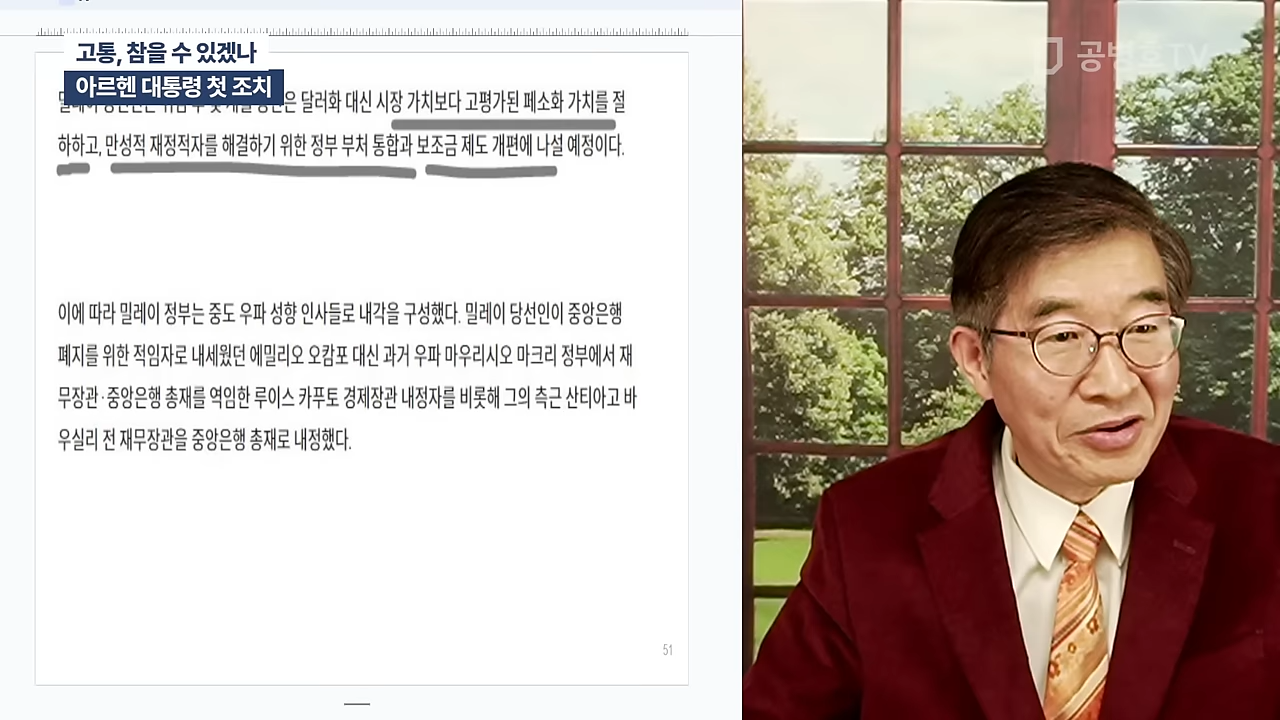 고통, 참을 수 있겠나
아르헨 대통령 첫 조치
달러화 대신 시장 가치보다 고평가된 페소화 가치를 절
하하고, 만성적 재정적자를 해결하기 위한 정부 부처 통합과 보조금 제도 개편에 나설 예정이다.
이에 따라 밀레이 정부는 중도 우파 성향 인사들로 내각을 구성했다. 밀레이 당선인이 중앙은행
폐지를 위한 적임자로 내세웠던 에밀리오 오캄포 대신 과거 우파 마우리시오 마크리 정부에서 재
무장관·중앙은행 총재를 역임한 루이스 카푸토 경제장관 내정자를 비롯해 그의 측근 산티아고 바
우실리 전 재무장관을 중앙은행 총재로 내정했다.
51
공병호TV